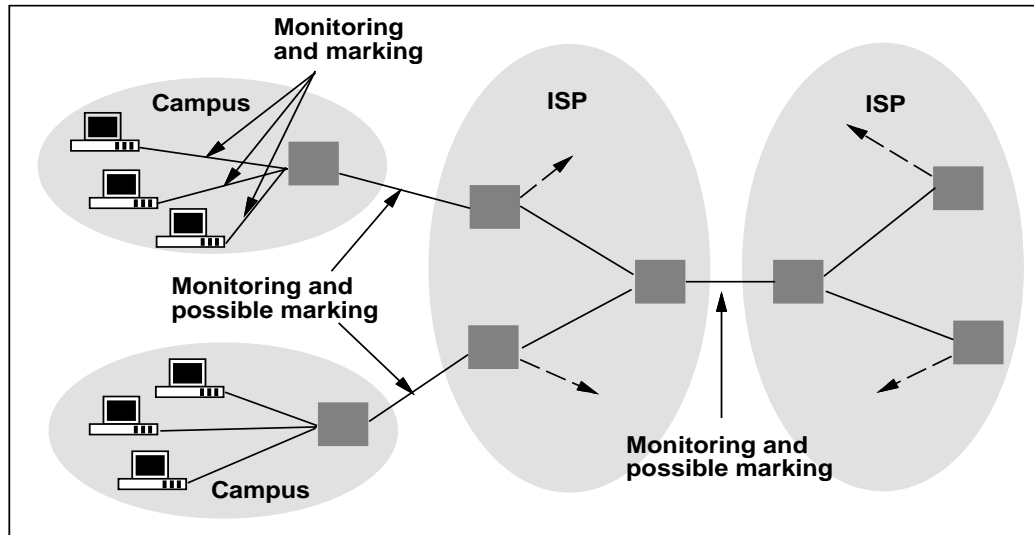 Monitoring
and marking
Campus
ISP
ISP
Monitoring and
possible marking
Monitoring and
possible marking
Campus